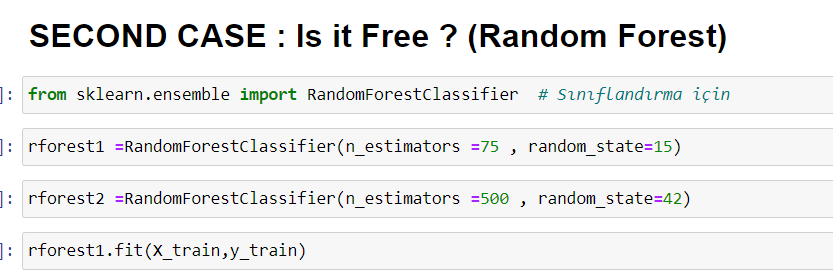 SECOND CASE : Is it Free ? (Random Forest)
]: from sklearn.ensemble import RandomForestClassifier  # Sınıflandırma için
]: rforest1 =RandomForestClassifier(n_estimators =75 , random_state=15)
]: rforest2 =RandomForestClassifier(n_estimators =500 , random_state=42)
]: rforest1.fit(X_train,y_train)